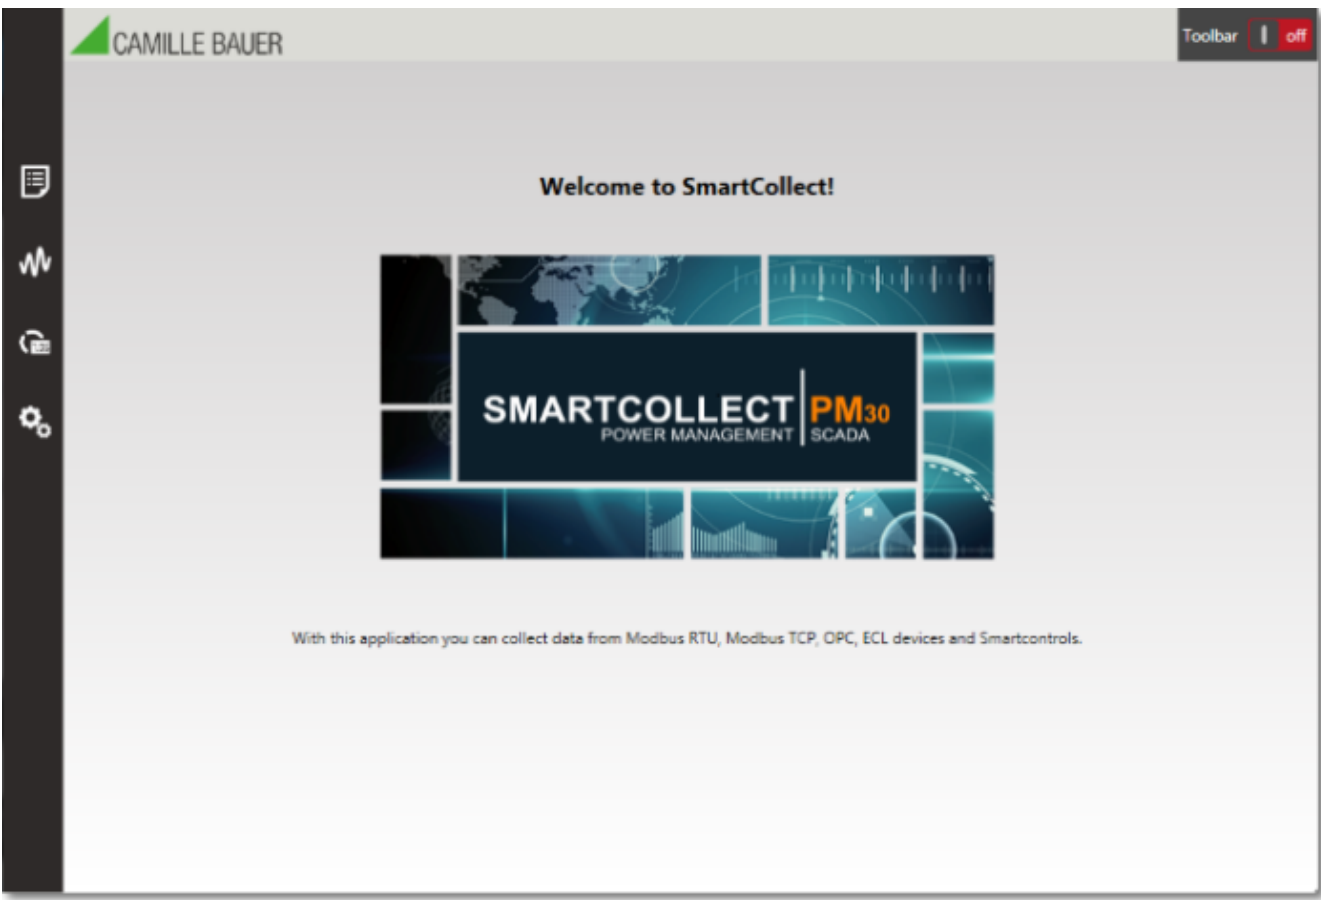 CAMILLE BAUER
Toolbar off
Welcome to SmartCollect!
SMARTCOLLECT PM30
POWER MANAGEMENT SCADA
With this application you can collect data from Modbus RTU, Modbus TCP, OPC, ECL devices and Smartcontrols.